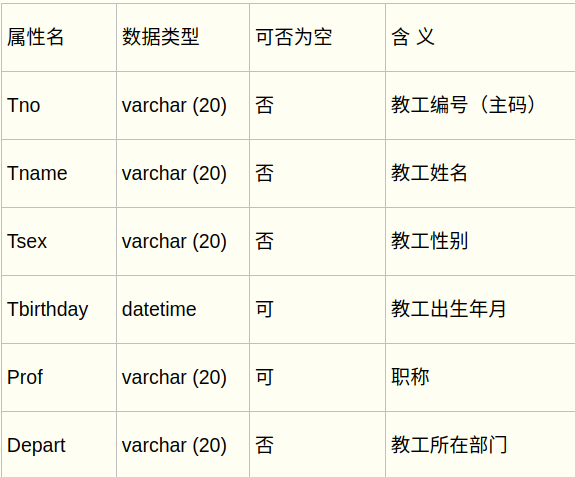 属性名 数据类型 可否为空 含 义
Tno varchar (20) 否 教工编号（主码）
Tname varchar (20) 否 教工姓名
Tsex varchar (20) 否 教工性别
Tbirthday datetime 可 教工出生年月
Prof varchar (20) 可 职称
Depart varchar (20) 否 教工所在部门